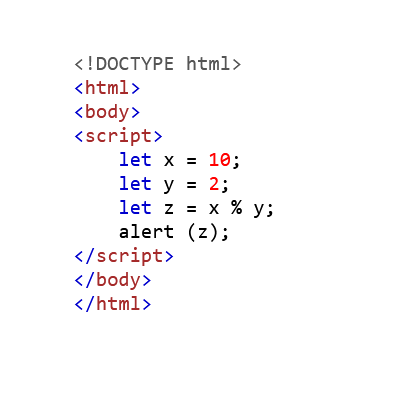 <!DOCTYPE html>
<html>
<body>
<script>
    let x = 10;
    let y = 2;
    let z = x % y;
    alert (z);
</script>
</body>
</html>